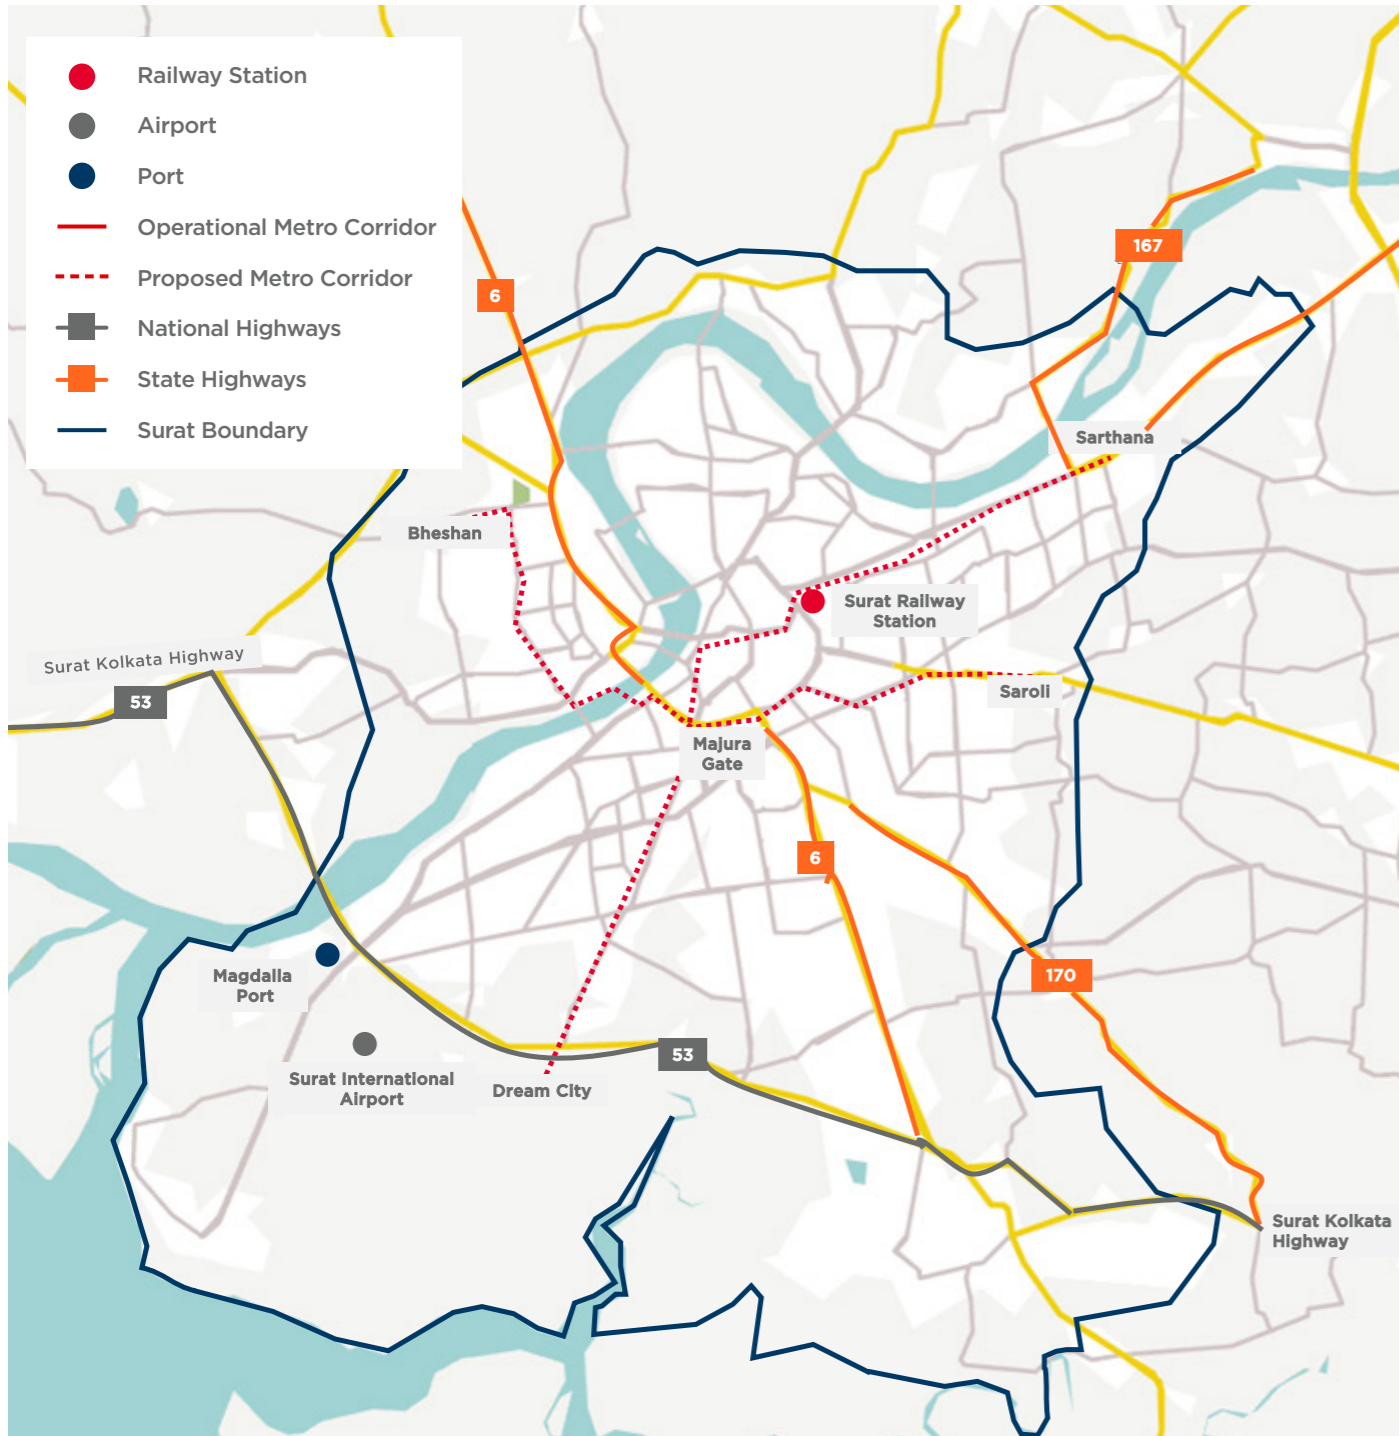 Railway Station
Airport
Port
Operational Metro Corridor
Proposed Metro Corridor
National Highways
State Highways
Surat Boundary
167
6
Sarthana
Bheshan
Surat Railway
Station
Surat Kolkata Highway
53
Saroli
Majura
Gate
6
Magdalla
Port
170
53
Surat International
Airport
Dream City
Surat Kolkata
Highway